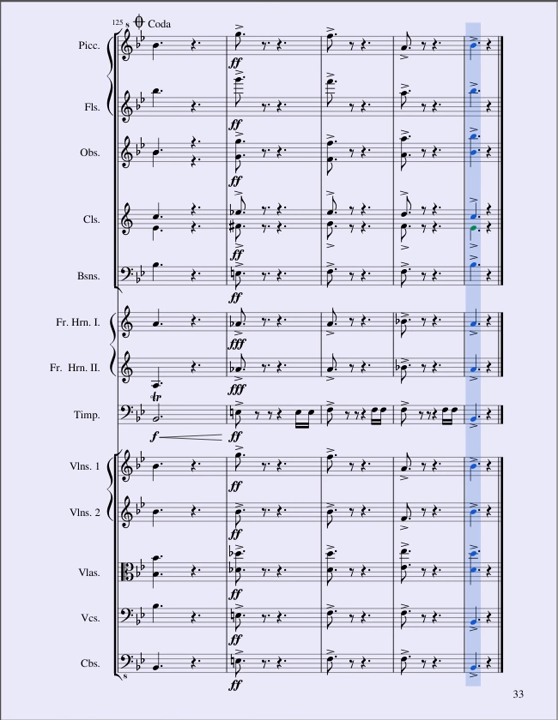 125 Coda
Picc.
ff
Fls.
ff
Obs.
ff
Cls.
ff
Bsns.
ff
Fr. Hrn. I.
fff
Fr. Hrn. II.
fff
tr
Timp.
f ff
Vlns. 1
ff
Vlns. 2
ff
Vlas.
ff
Vcs.
ff
Cbs.
8
ff
33